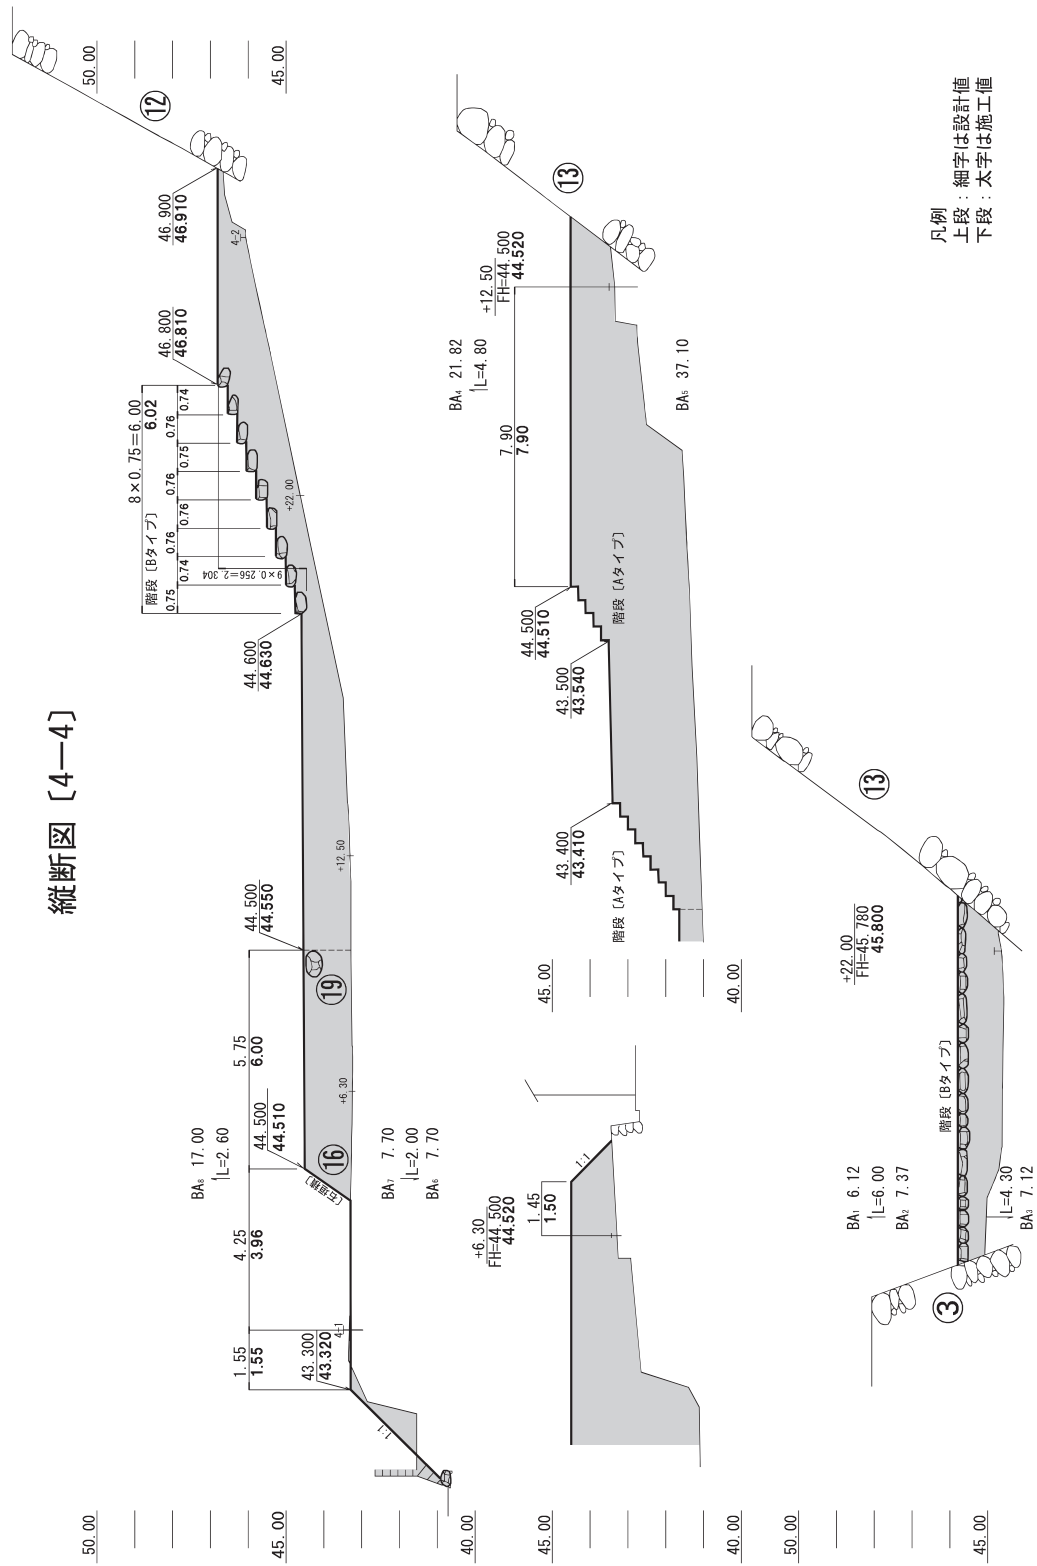 縦断図〔4―4〕
50.00
45.00
⑫
46.900
46.910
4-2
46.800
46.810
8×0.75＝6.00
6.02
階段〔Bタイプ〕
0.75
0.74
0.76
0.76
0.76
0.75
0.76
0.74
9×0.256＝2.304
+22.00
44.600
44.630
+12.50
44.500
44.550
⑲
5.75
6.00
+6.30
44.500
44.510
⑯
〔石垣積〕
BA₈ 17.00
L=2.60
BA₇ 7.70
L=2.00
BA₆ 7.70
4.25
3.96
1.55
1.55
43.300
43.320
4-1
1:1
50.00
45.00
40.00
⑬
+12.50
FH=44.500
44.520
BA₄ 21.82
L=4.80
BA₅ 37.10
7.90
7.90
階段〔Aタイプ〕
44.500
44.510
43.500
43.540
43.400
43.410
階段〔Aタイプ〕
45.00
40.00
1:1
+6.30
FH=44.500
44.520
1.45
1.50
45.00
40.00
⑬
+22.00
FH=45.780
45.800
階段〔Bタイプ〕
BA₁ 6.12
L=6.00
BA₂ 7.37
L=4.30
BA₃ 7.12
③
50.00
45.00
凡例
上段：細字は設計値
下段：太字は施工値